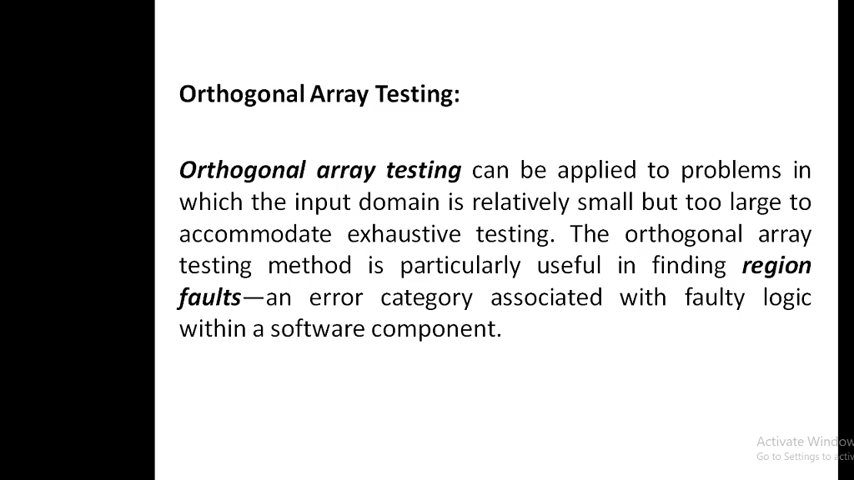 Orthogonal Array Testing:
Orthogonal array testing can be applied to problems in
which the input domain is relatively small but too large to
accommodate exhaustive testing. The orthogonal array
testing method is particularly useful in finding region
faults—an error category associated with faulty logic
within a software component.
Activate Window
Go to Settings to activ